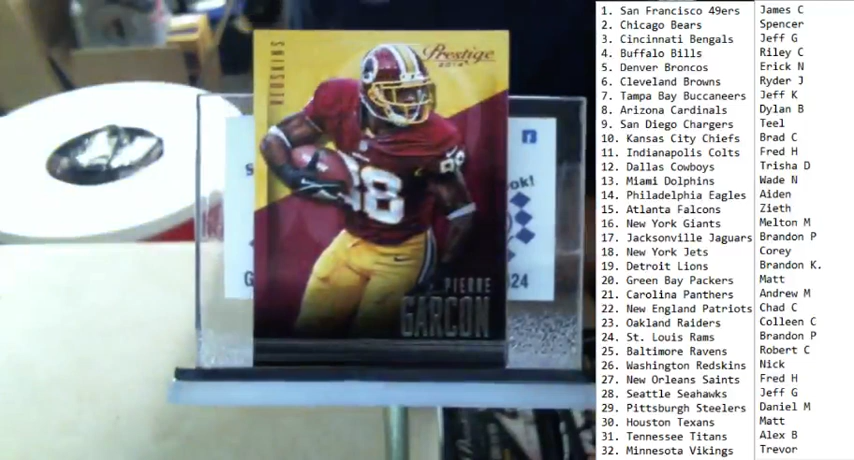 REDSKINS
Prestige
2014
88
88
PIERRE
GARCON
ook!
24
1. San Francisco 49ers James C
2. Chicago Bears Spencer
3. Cincinnati Bengals Jeff G
4. Buffalo Bills Riley C
5. Denver Broncos Erick N
6. Cleveland Browns Ryder J
7. Tampa Bay Buccaneers Jeff K
8. Arizona Cardinals Dylan B
9. San Diego Chargers Teel
10. Kansas City Chiefs Brad C
11. Indianapolis Colts Fred H
12. Dallas Cowboys Trisha D
13. Miami Dolphins Wade N
14. Philadelphia Eagles Aiden
15. Atlanta Falcons Zieth
16. New York Giants Melton M
17. Jacksonville Jaguars Brandon P
18. New York Jets Corey
19. Detroit Lions Brandon K.
20. Green Bay Packers Matt
21. Carolina Panthers Andrew M
22. New England Patriots Chad C
23. Oakland Raiders Colleen C
24. St. Louis Rams Brandon P
25. Baltimore Ravens Robert C
26. Washington Redskins Nick
27. New Orleans Saints Fred H
28. Seattle Seahawks Jeff G
29. Pittsburgh Steelers Daniel M
30. Houston Texans Matt
31. Tennessee Titans Alex B
32. Minnesota Vikings Trevor